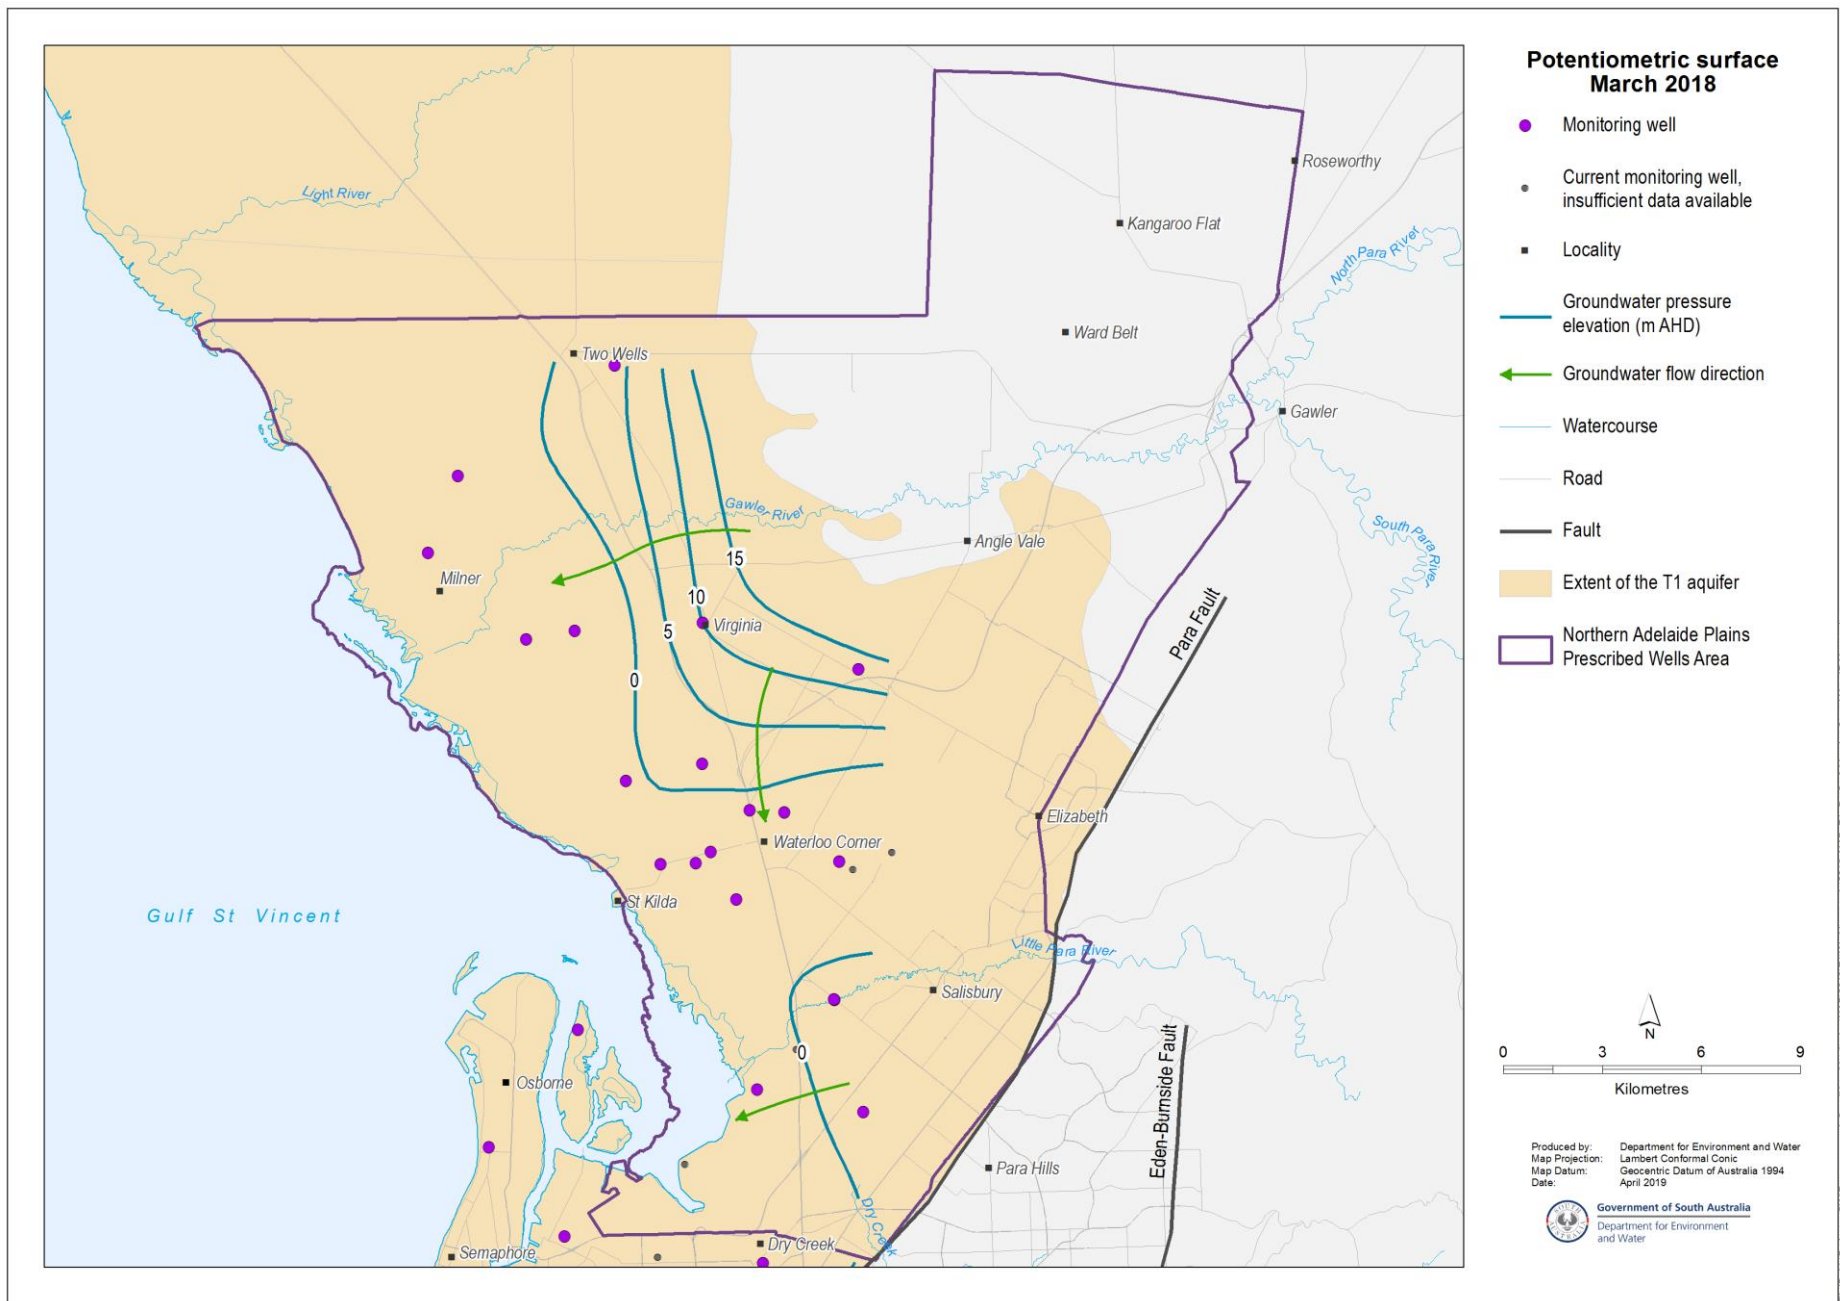 Potentiometric surface
March 2018
Monitoring well
Current monitoring well,
insufficient data available
Locality
Groundwater pressure
elevation (m AHD)
Groundwater flow direction
Watercourse
Road
Fault
Extent of the T1 aquifer
Northern Adelaide Plains
Prescribed Wells Area
Light River
Roseworthy
Kangaroo Flat
North Para River
Two Wells
Ward Belt
Gawler
Gawler River
South Para River
Angle Vale
15
Milner
10
Virginia
5
Para Fault
0
Elizabeth
Waterloo Corner
St Kilda
Gulf St Vincent
Little Para River
Salisbury
0
Osborne
Eden-Burnside Fault
Para Hills
Dry Creek
Semaphore
Dry Creek
N
0 3 6 9
Kilometres
Produced by: Department for Environment and Water
Map Projection: Lambert Conformal Conic
Map Datum: Geocentric Datum of Australia 1994
Date: April 2019
Government of South Australia
Department for Environment
and Water